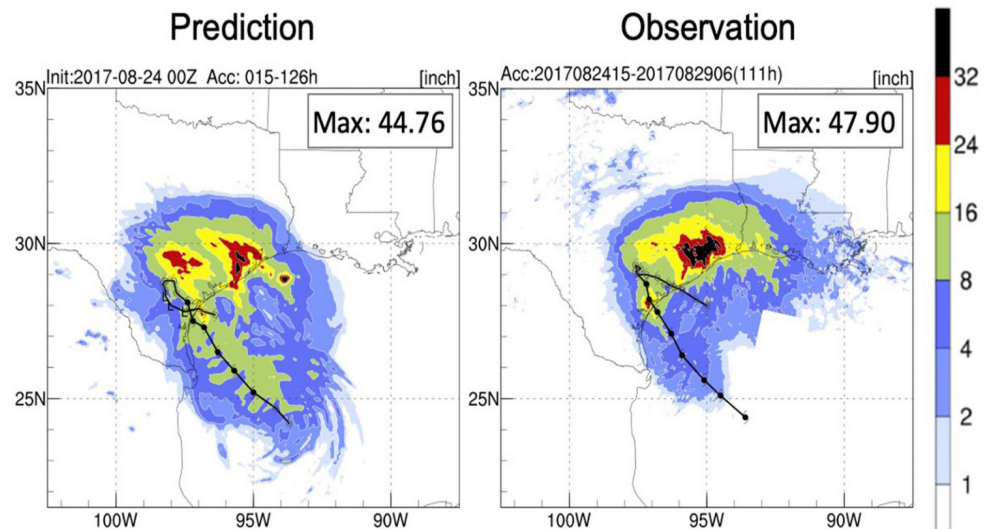 Prediction
Observation
Init:2017-08-24 00Z Acc: 015-126h
[inch]
Acc:2017082415-2017082906(111h)
[inch]
Max: 44.76
Max: 47.90
35N
30N
25N
100W
95W
90W
35N
30N
25N
100W
95W
90W
32
24
16
8
4
2
1